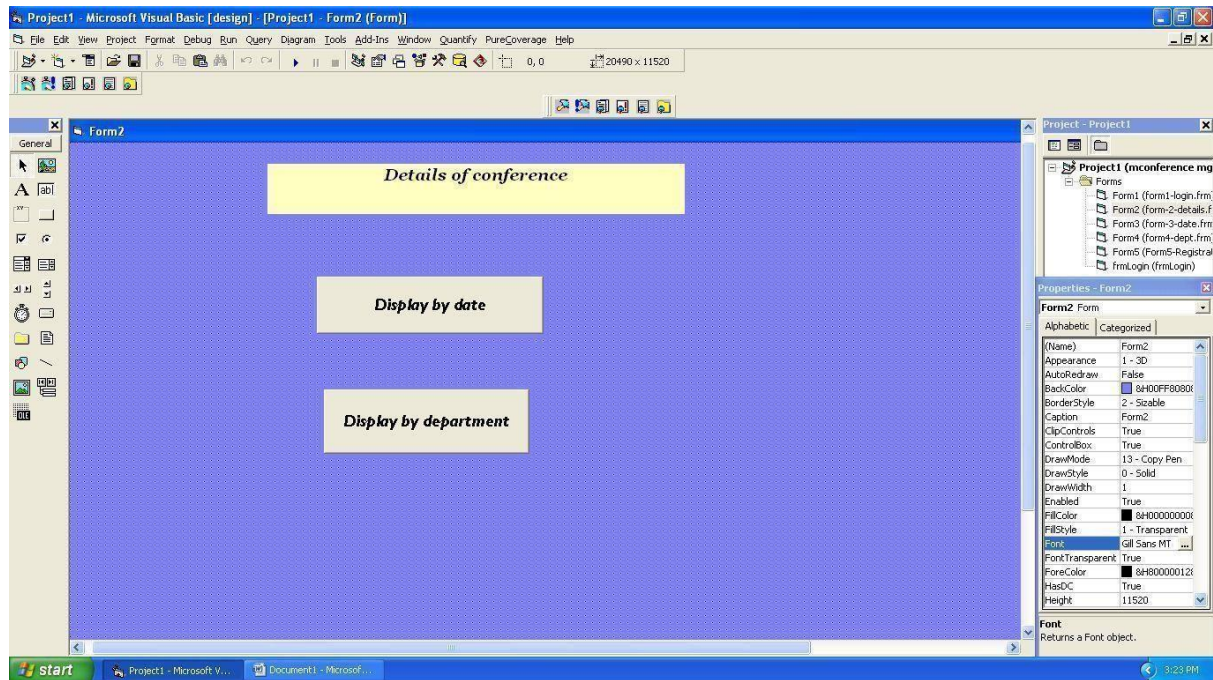 Project1 - Microsoft Visual Basic [design] - [Project1 - Form2 (Form)]
File Edit View Project Format Debug Run Query Diagram Tools Add-Ins Window Quantify PureCoverage Help
0, 0 20490 x 11520
General
A
ab|
XY
OLE
Form2
Details of conference
Display by date
Display by department
Project - Project1
Project1 (mconference mg
Forms
Form1 (form1-login.frm)
Form2 (form-2-details.f
Form3 (form-3-date.frm
Form4 (form4-dept.frm)
Form5 (Form5-Registrat
frmLogin (frmLogin)
Properties - Form2
Form2 Form
Alphabetic Categorized
(Name) Form2
Appearance 1 - 3D
AutoRedraw False
BackColor &H00FF8080&
BorderStyle 2 - Sizable
Caption Form2
ClipControls True
ControlBox True
DrawMode 13 - Copy Pen
DrawStyle 0 - Solid
DrawWidth 1
Enabled True
FillColor &H00000000&
FillStyle 1 - Transparent
Font Gill Sans MT ...
FontTransparent True
ForeColor &H80000012&
HasDC True
Height 11520
Font
Returns a Font object.
start Project1 - Microsoft V... Document1 - Microsof... 3:23 PM